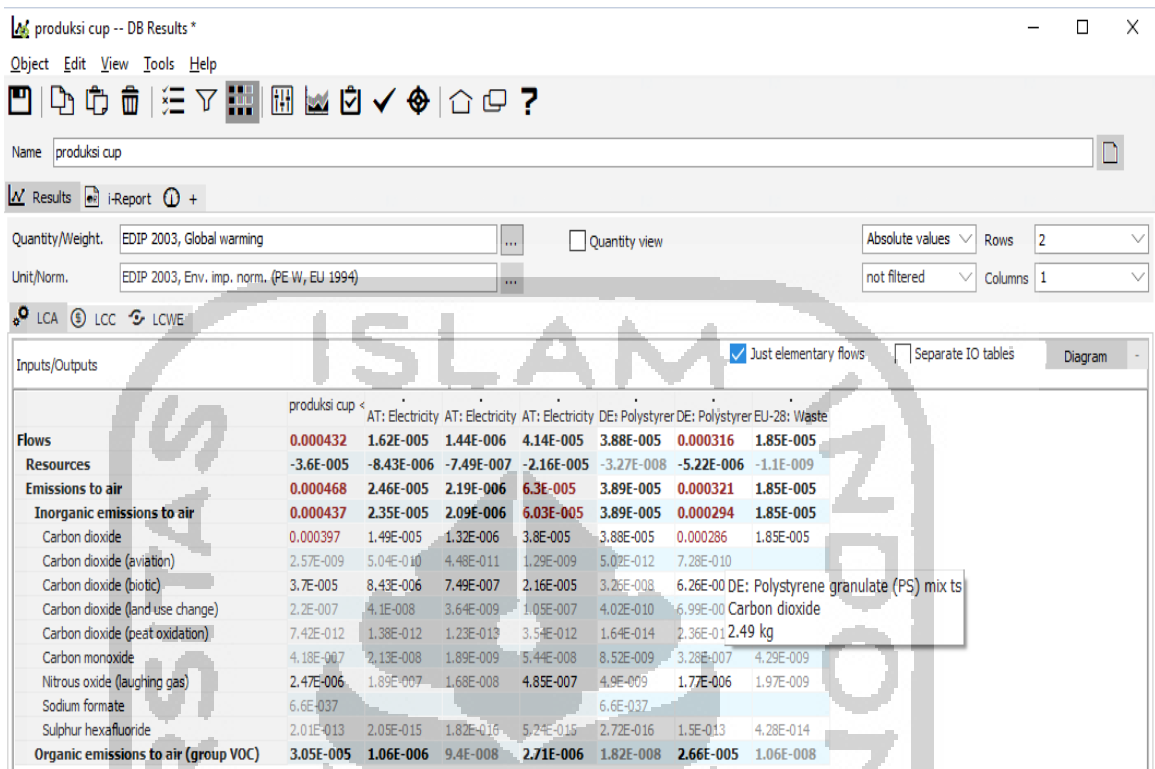 produksi cup -- DB Results *
Object Edit View Tools Help
Name produksi cup
Results i-Report +
Quantity/Weight. EDIP 2003, Global warming ... Quantity view Absolute values Rows 2
Unit/Norm. EDIP 2003, Env. imp. norm. (PE W, EU 1994) ... not filtered Columns 1
LCA LCC LCWE
ISLAM
Inputs/Outputs Just elementary flows Separate IO tables Diagram -
produksi cup < AT: Electricity AT: Electricity AT: Electricity DE: Polystyrer DE: Polystyrer EU-28: Waste
Flows 0.000432 1.62E-005 1.44E-006 4.14E-005 3.88E-005 0.000316 1.85E-005
Resources -3.6E-005 -8.43E-006 -7.49E-007 -2.16E-005 -3.27E-008 -5.22E-006 -1.1E-009
Emissions to air 0.000468 2.46E-005 2.19E-006 6.3E-005 3.89E-005 0.000321 1.85E-005
Inorganic emissions to air 0.000437 2.35E-005 2.09E-006 6.03E-005 3.89E-005 0.000294 1.85E-005
Carbon dioxide 0.000397 1.49E-005 1.32E-006 3.8E-005 3.88E-005 0.000286 1.85E-005
Carbon dioxide (aviation) 2.57E-009 5.04E-010 4.48E-011 1.29E-009 5.02E-012 7.28E-010
Carbon dioxide (biotic) 3.7E-005 8.43E-006 7.49E-007 2.16E-005 3.26E-008 6.26E-00 DE: Polystyrene granulate (PS) mix ts
Carbon dioxide (land use change) 2.2E-007 4.1E-008 3.64E-009 1.05E-007 4.02E-010 6.99E-00 Carbon dioxide
Carbon dioxide (peat oxidation) 7.42E-012 1.38E-012 1.23E-013 3.54E-012 1.64E-014 2.36E-01 2.49 kg
Carbon monoxide 4.18E-007 2.13E-008 1.89E-009 5.44E-008 8.52E-009 3.28E-007 4.29E-009
Nitrous oxide (laughing gas) 2.47E-006 1.89E-007 1.68E-008 4.85E-007 4.9E-009 1.77E-006 1.97E-009
Sodium formate 6.6E-037 6.6E-037
Sulphur hexafluoride 2.01E-013 2.05E-015 1.82E-016 5.24E-015 2.72E-016 1.5E-013 4.28E-014
Organic emissions to air (group VOC) 3.05E-005 1.06E-006 9.4E-008 2.71E-006 1.82E-008 2.66E-005 1.06E-008